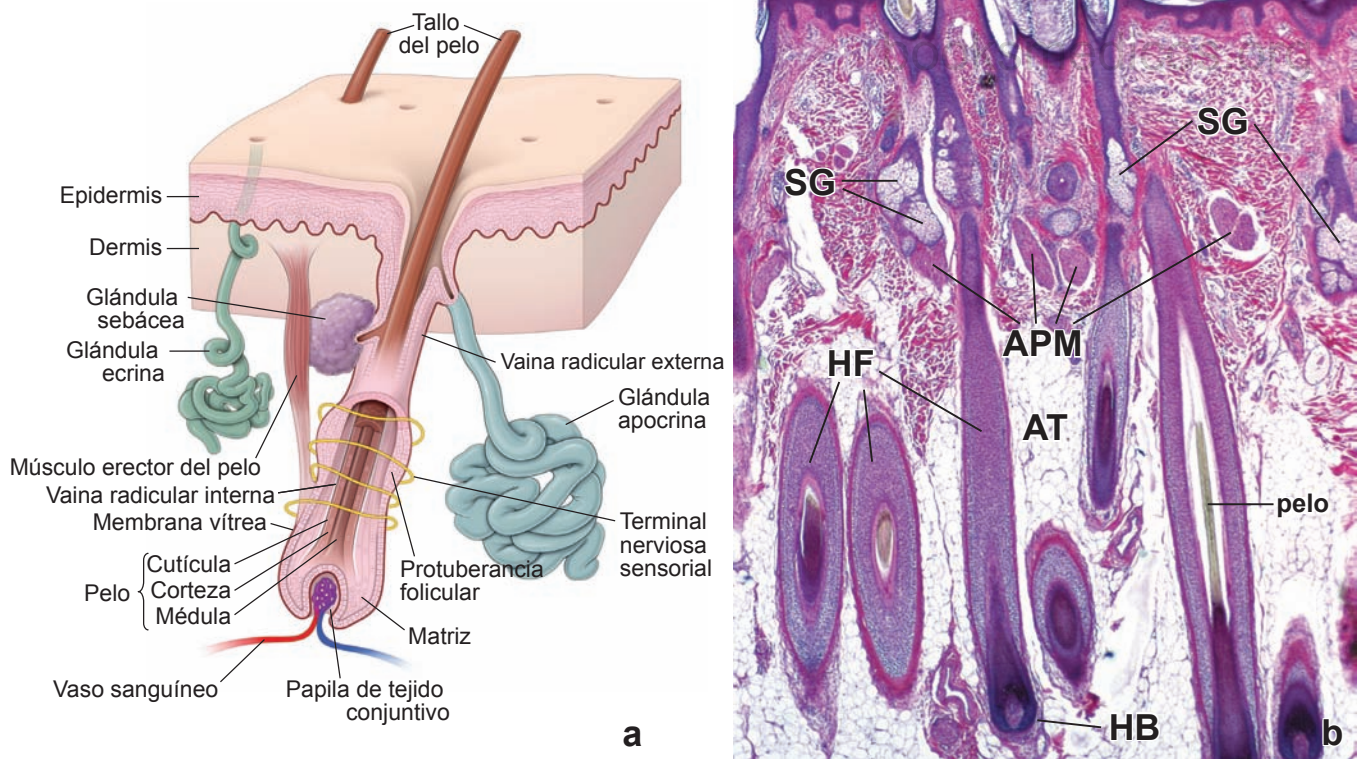 Tallo
del pelo
Epidermis
Dermis
Glándula
sebácea
Glándula
ecrina
Músculo erector del pelo
Vaina radicular interna
Membrana vítrea
Pelo
Cutícula
Corteza
Médula
Vaso sanguíneo
Papila de tejido
conjuntivo
Matriz
Protuberancia
folicular
Terminal
nerviosa
sensorial
Glándula
apocrina
Vaina radicular externa
a
SG
SG
APM
HF
AT
pelo
HB
b